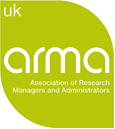 uk
arma
Association of Research
Managers and Administrators